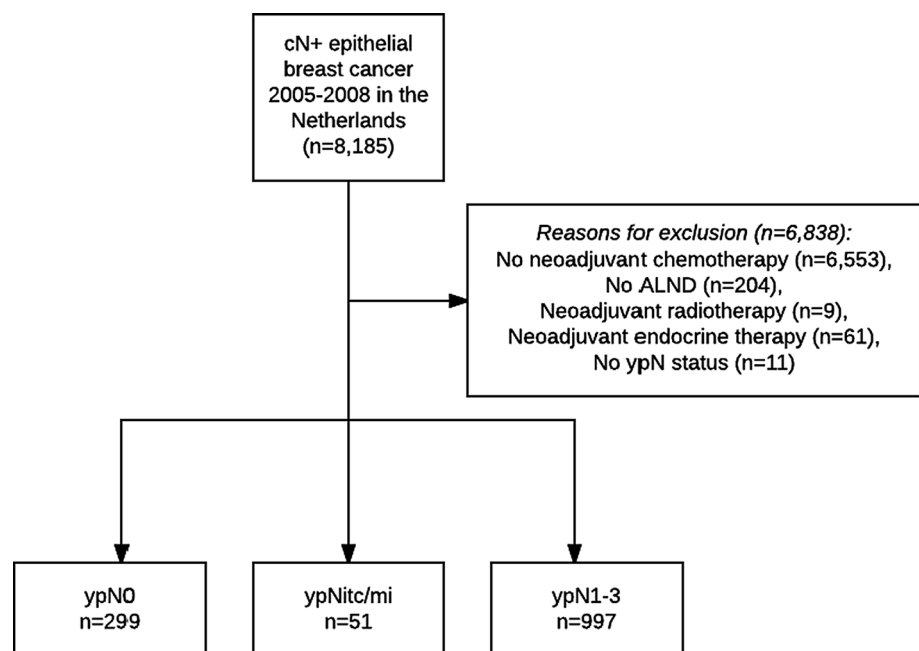 cN+ epithelial
breast cancer
2005-2008 in the
Netherlands
(n=8,185)
Reasons for exclusion (n=6,838):
No neoadjuvant chemotherapy (n=6,553),
No ALND (n=204),
Neoadjuvant radiotherapy (n=9),
Neoadjuvant endocrine therapy (n=61),
No ypN status (n=11)
ypN0
n=299
ypNitc/mi
n=51
ypN1-3
n=997